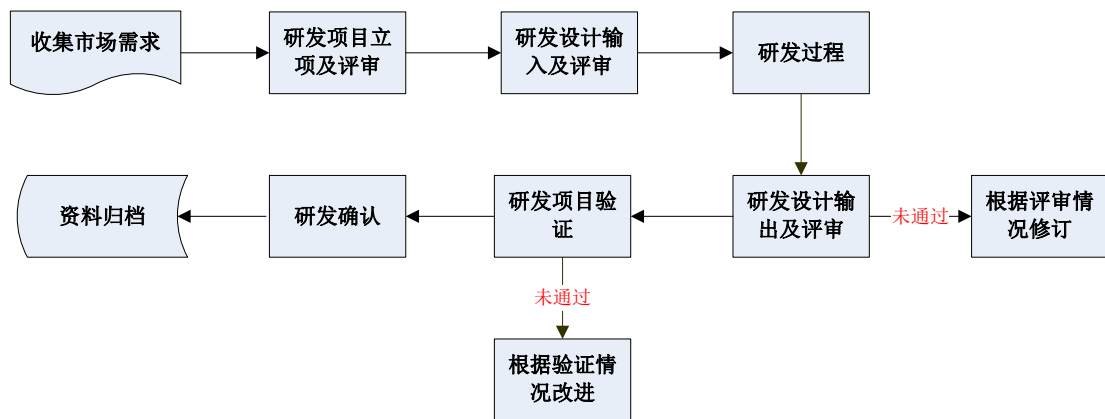 收集市场需求
研发项目立
项及评审
研发设计输
入及评审
研发过程
资料归档
研发确认
研发项目验
证
研发设计输
出及评审
未通过
根据评审情
况修订
未通过
根据验证情
况改进